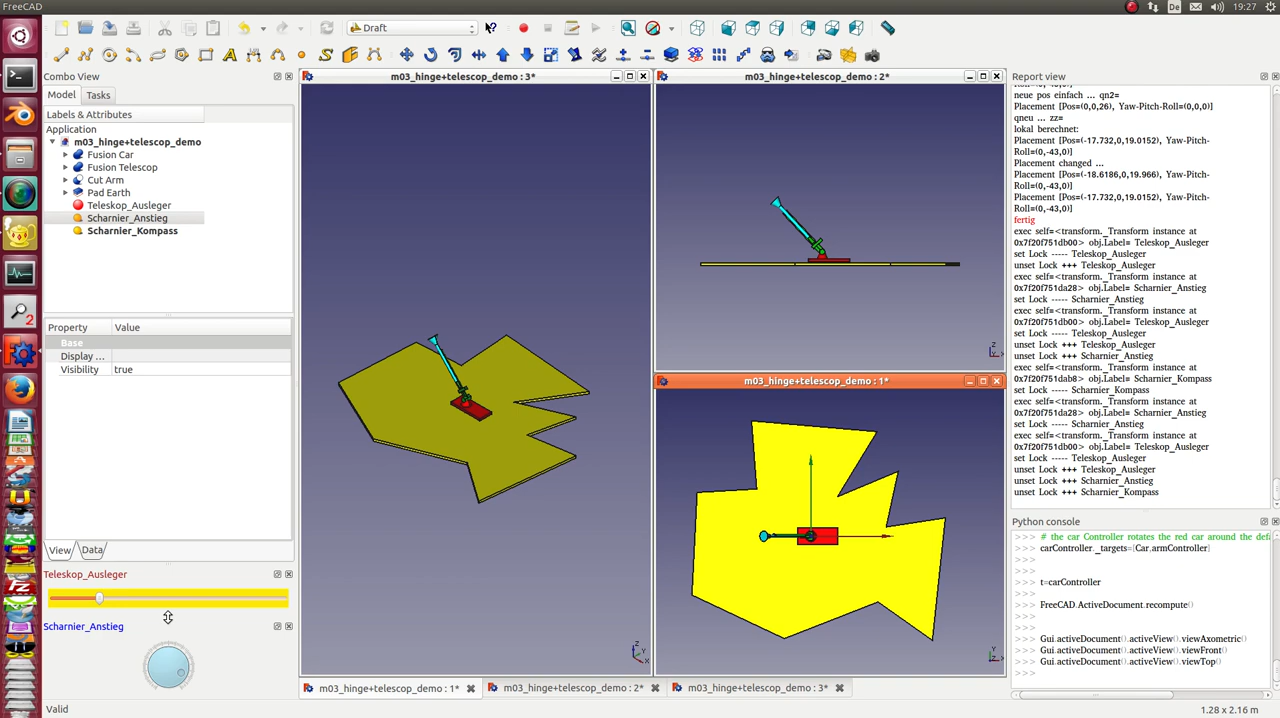 FreeCAD
De
19:27
Draft
Combo View
Model
Tasks
Labels & Attributes
Application
m03_hinge+telescop_demo
Fusion Car
Fusion Telescop
Cut Arm
Pad Earth
Teleskop_Ausleger
Scharnier_Anstieg
Scharnier_Kompass
Property
Value
Base
Display ...
Visibility
true
View
Data
Teleskop_Ausleger
Scharnier_Anstieg
Valid
m03_hinge+telescop_demo : 3*
m03_hinge+telescop_demo : 2*
m03_hinge+telescop_demo : 1*
m03_hinge+telescop_demo : 1*
m03_hinge+telescop_demo : 2*
m03_hinge+telescop_demo : 3*
Report view
neue pos einfach ... qn2=
Placement [Pos=(0,0,26), Yaw-Pitch-Roll=(0,0,0)]
qneu ... zz=
lokal berechnet:
Placement [Pos=(-17.732,0,19.0152), Yaw-Pitch-
Roll=(0,-43,0)]
Placement changed ...
Placement [Pos=(-18.6186,0,19.966), Yaw-Pitch-
Roll=(0,-43,0)]
Placement [Pos=(-17.732,0,19.0152), Yaw-Pitch-
Roll=(0,-43,0)]
fertig
exec self=<transform._Transform instance at
0x7f20f751db00> obj.Label= Teleskop_Ausleger
set Lock ----- Teleskop_Ausleger
unset Lock +++ Teleskop_Ausleger
exec self=<transform._Transform instance at
0x7f20f751da28> obj.Label= Scharnier_Anstieg
set Lock ----- Scharnier_Anstieg
exec self=<transform._Transform instance at
0x7f20f751db00> obj.Label= Teleskop_Ausleger
set Lock ----- Teleskop_Ausleger
unset Lock +++ Teleskop_Ausleger
unset Lock +++ Scharnier_Anstieg
exec self=<transform._Transform instance at
0x7f20f751dab8> obj.Label= Scharnier_Kompass
set Lock ----- Scharnier_Kompass
exec self=<transform._Transform instance at
0x7f20f751da28> obj.Label= Scharnier_Anstieg
set Lock ----- Scharnier_Anstieg
exec self=<transform._Transform instance at
0x7f20f751db00> obj.Label= Teleskop_Ausleger
set Lock ----- Teleskop_Ausleger
unset Lock +++ Teleskop_Ausleger
unset Lock +++ Scharnier_Anstieg
unset Lock +++ Scharnier_Kompass
Python console
>>> # the car Controller rotates the red car around the
>>> carController._targets=[Car,armController]
>>>
>>>
>>> t=carController
>>>
>>> FreeCAD.ActiveDocument.recompute()
>>>
>>>
>>> Gui.activeDocument().activeView().viewAxometric()
>>> Gui.activeDocument().activeView().viewFront()
>>> Gui.activeDocument().activeView().viewTop()
>>>
1.28 x 2.16 m